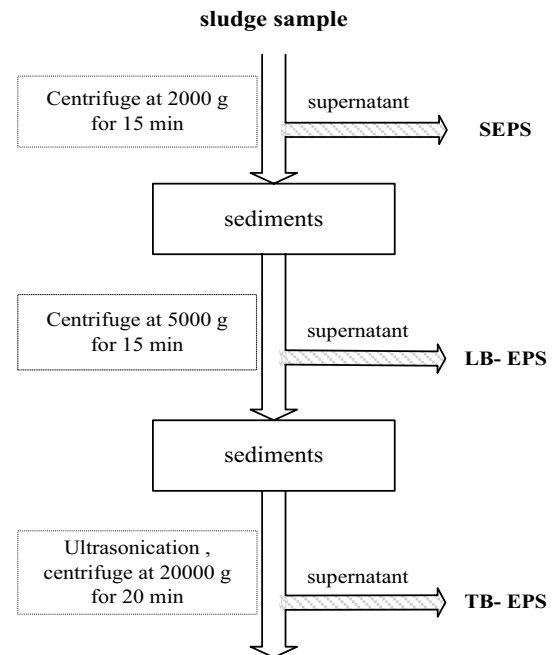 sludge sample
Centrifuge at 2000 g
for 15 min
supernatant
SEPS
sediments
Centrifuge at 5000 g
for 15 min
supernatant
LB- EPS
sediments
Ultrasonication ,
centrifuge at 20000 g
for 20 min
supernatant
TB- EPS